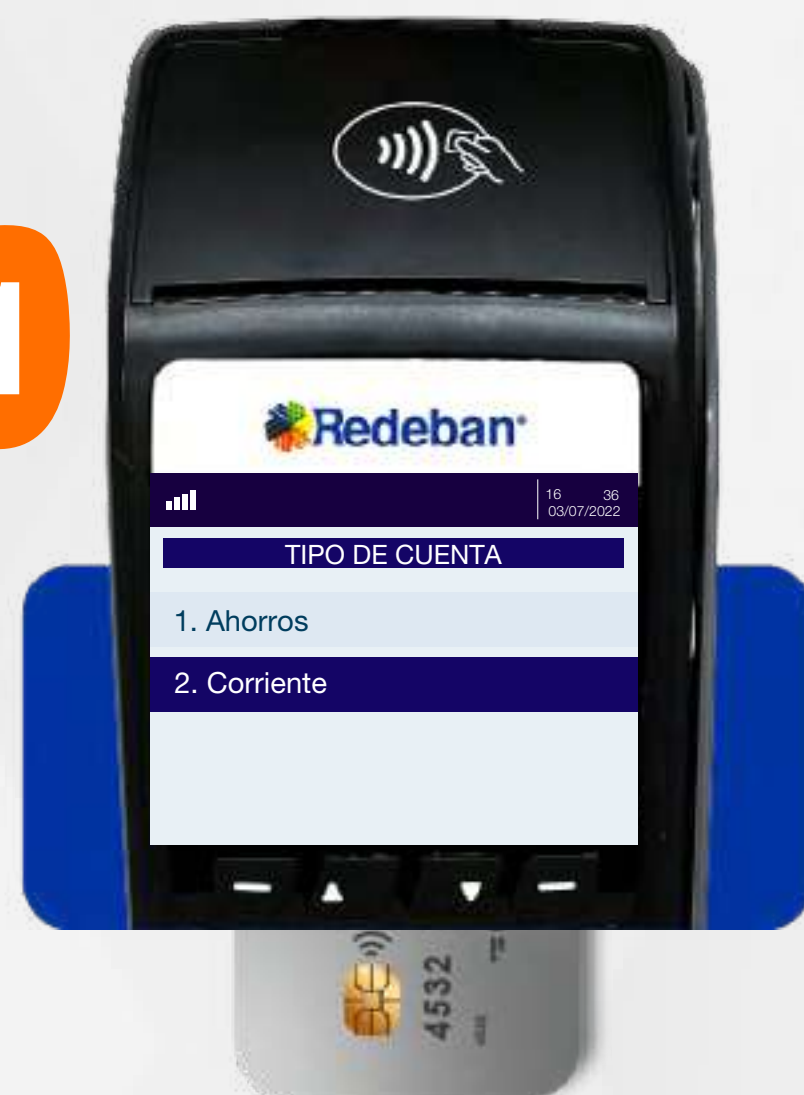 Redeban
16 36
03/07/2022
TIPO DE CUENTA
1. Ahorros
2. Corriente
4532